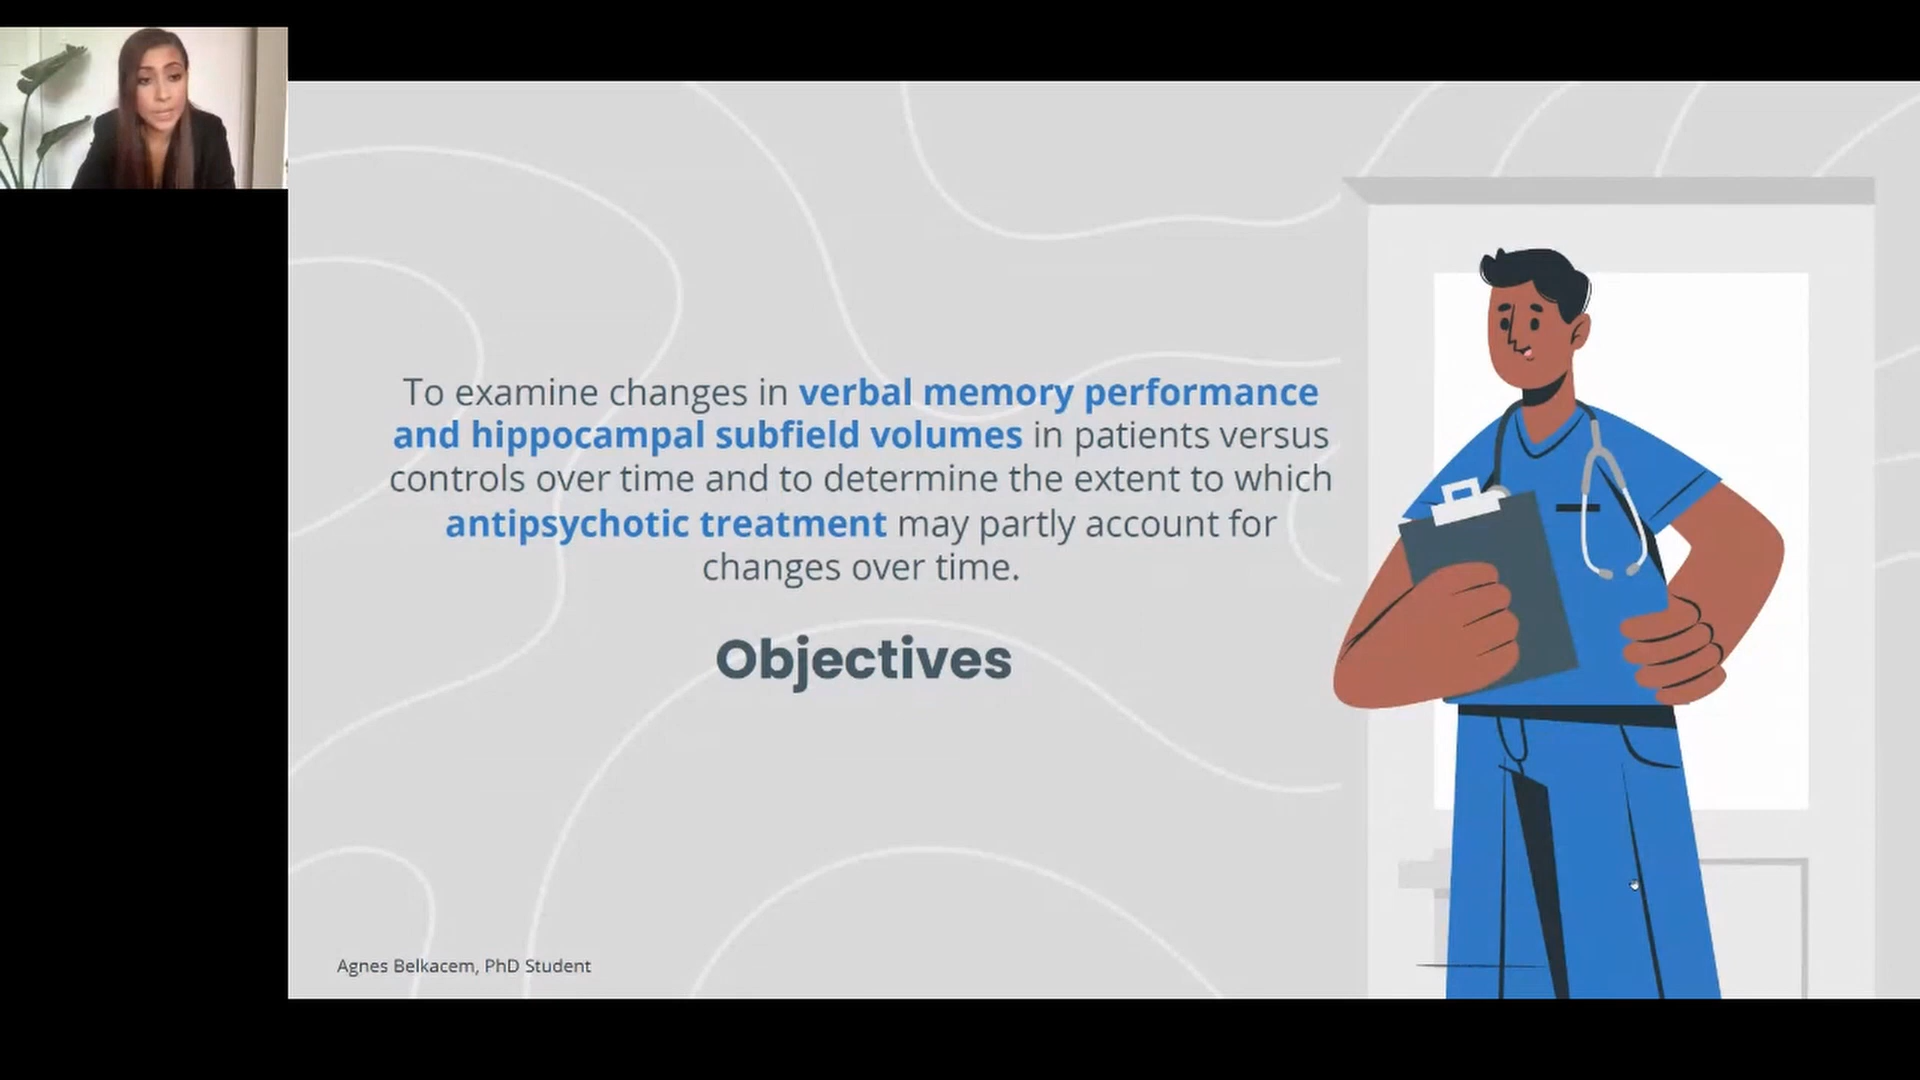 To examine changes in verbal memory performance
and hippocampal subfield volumes in patients versus
controls over time and to determine the extent to which
antipsychotic treatment may partly account for
changes over time.
Objectives
Agnes Belkacem, PhD Student